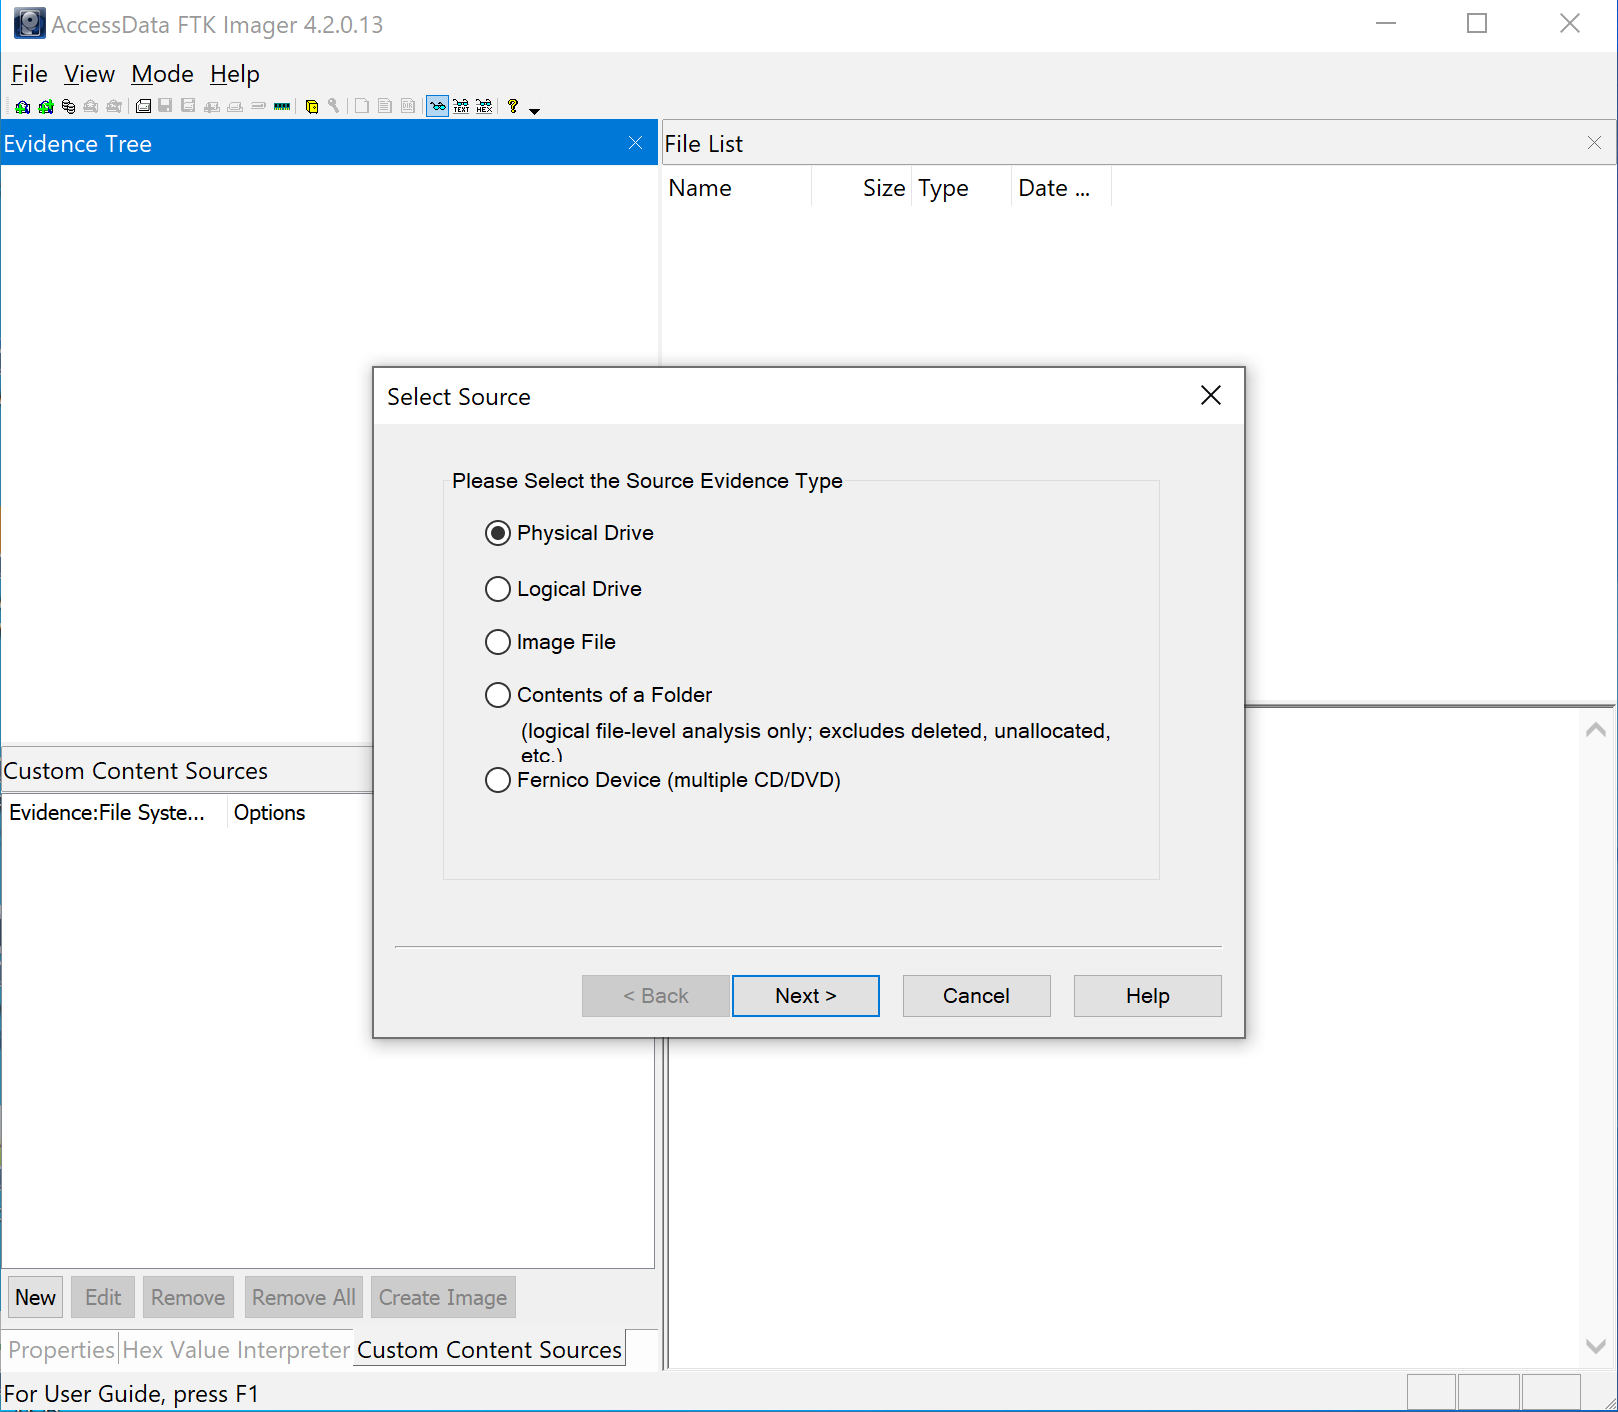 AccessData FTK Imager 4.2.0.13
File View Mode Help
TEXT HEX
Evidence Tree
File List
Name Size Type Date ...
Select Source
Please Select the Source Evidence Type
Physical Drive
Logical Drive
Image File
Contents of a Folder
(logical file-level analysis only; excludes deleted, unallocated,
etc.)
Fernico Device (multiple CD/DVD)
< Back Next > Cancel Help
Custom Content Sources
Evidence:File Syste... Options
New Edit Remove Remove All Create Image
Properties Hex Value Interpreter Custom Content Sources
For User Guide, press F1